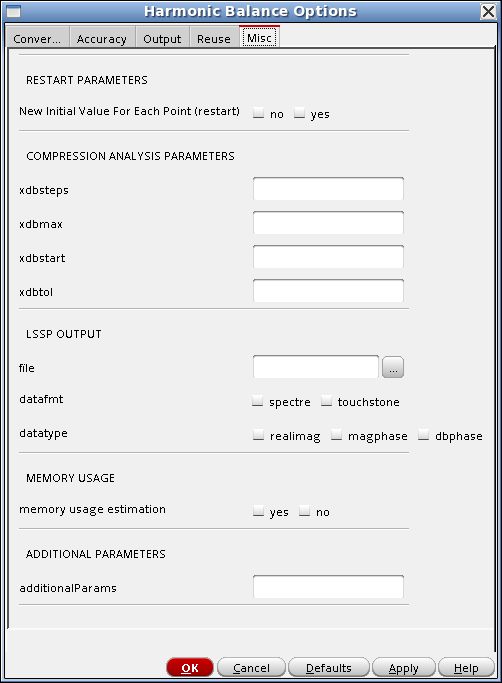 Harmonic Balance Options
Conver... Accuracy Output Reuse Misc
RESTART PARAMETERS
New Initial Value For Each Point (restart) no yes
COMPRESSION ANALYSIS PARAMETERS
xdbsteps
xdbmax
xdbstart
xdbtol
LSSP OUTPUT
file ...
datafmt spectre touchstone
datatype realimag magphase dbphase
MEMORY USAGE
memory usage estimation yes no
ADDITIONAL PARAMETERS
additionalParams
OK Cancel Defaults Apply Help